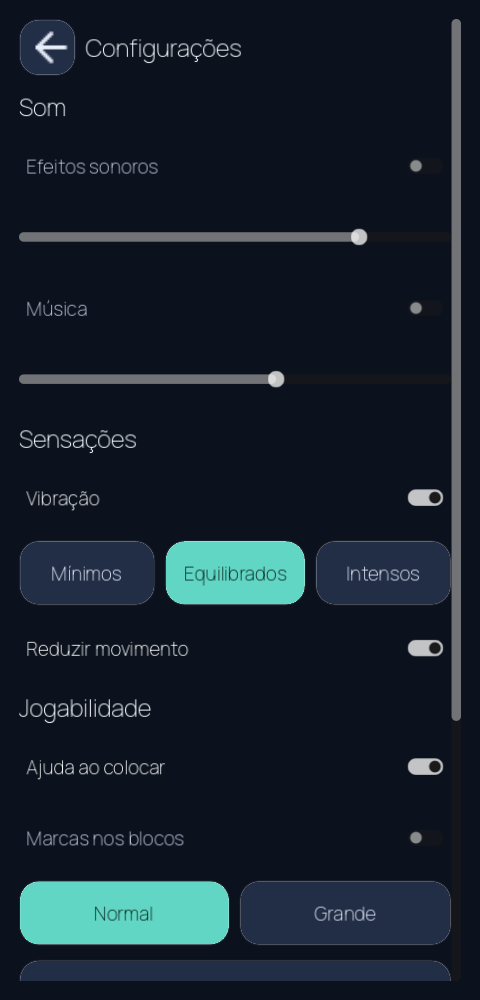 Configurações
Som
Efeitos sonoros
Música
Sensações
Vibração
Mínimos
Equilibrados
Intensos
Reduzir movimento
Jogabilidade
Ajuda ao colocar
Marcas nos blocos
Normal
Grande